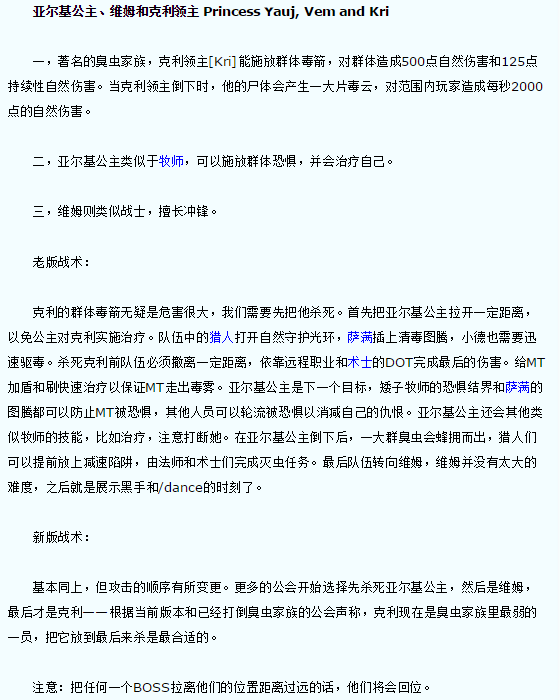 亚尔基公主、维姆和克利领主 Princess Yauj, Vem and Kri
一，著名的臭虫家族，克利领主[Kri]能施放群体毒箭，对群体造成500点自然伤害和125点
持续性自然伤害。当克利领主倒下时，他的尸体会产生一大片毒云，对范围内玩家造成每秒2000
点的自然伤害。
二，亚尔基公主类似于牧师，可以施放群体恐惧，并会治疗自己。
三，维姆则类似战士，擅长冲锋。
老版战术：
克利的群体毒箭无疑是危害很大，我们需要先把他杀死。首先把亚尔基公主拉开一定距离，
以免公主对克利实施治疗。队伍中的猎人打开自然守护光环，萨满插上清毒图腾，小德也需要迅
速驱毒。杀死克利前队伍必须撤离一定距离，依靠远程职业和术士的DOT完成最后的伤害。给MT
加盾和刷快速治疗以保证MT走出毒雾。亚尔基公主是下一个目标，矮子牧师的恐惧结界和萨满的
图腾都可以防止MT被恐惧，其他人员可以轮流被恐惧以消减自己的仇恨。亚尔基公主还会其他类
似牧师的技能，比如治疗，注意打断她。在亚尔基公主倒下后，一大群臭虫会蜂拥而出，猎人们
可以提前放上减速陷阱，由法师和术士们完成灭虫任务。最后队伍转向维姆，维姆并没有太大的
难度，之后就是展示黑手和/dance的时刻了。
新版战术：
基本同上，但攻击的顺序有所变更。更多的公会开始选择先杀死亚尔基公主，然后是维姆，
最后才是克利——根据当前版本和已经打倒臭虫家族的公会声称，克利现在是臭虫家族里最弱的
一员，把它放到最后来杀是最合适的。
注意：把任何一个BOSS拉离他们的位置距离过远的话，他们将会回位。